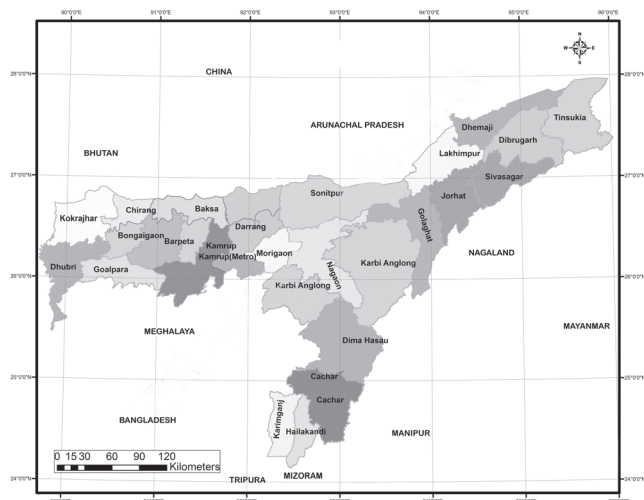 90°0'0"E 91°0'0"E 92°0'0"E 93°0'0"E 94°0'0"E 95°0'0"E 96°0'0"E
N
W E
S
28°0'0"N 28°0'0"N
CHINA
Tinsukia
ARUNACHAL PRADESH
Dhemaji
Dibrugarh
BHUTAN
Lakhimpur
27°0'0"N 27°0'0"N
Sivasagar
Sonitpur
Jorhat
Chirang
Baksa
Kokrajhar
Golaghat
Darrang
Bongaigaon
Barpeta
Kamrup
NAGALAND
Kamrup(Metro)
Morigaon
Karbi Anglong
Dhubri
Goalpara
26°0'0"N 26°0'0"N
Nagaon
Karbi Anglong
MEGHALAYA
MAYANMAR
Dima Hasau
25°0'0"N 25°0'0"N
Cachar
Cachar
BANGLADESH
Karimganj
Hailakandi
MANIPUR
0 15 30 60 90 120
Kilometers
MIZORAM
TRIPURA
24°0'0"N 24°0'0"N